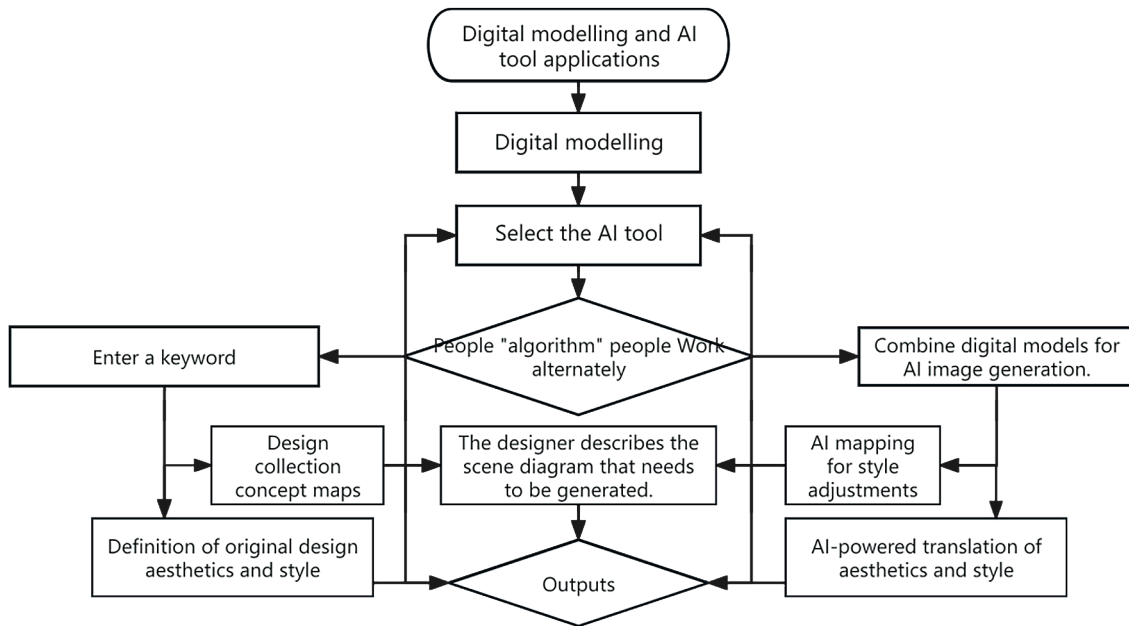 Digital modelling and AI
tool applications
Digital modelling
Select the AI tool
People "algorithm" people Work
alternately
Enter a keyword
Combine digital models for
AI image generation.
Design
collection
concept maps
The designer describes the
scene diagram that needs
to be generated.
AI mapping
for style
adjustments
Definition of original design
aesthetics and style
Outputs
AI-powered translation of
aesthetics and style